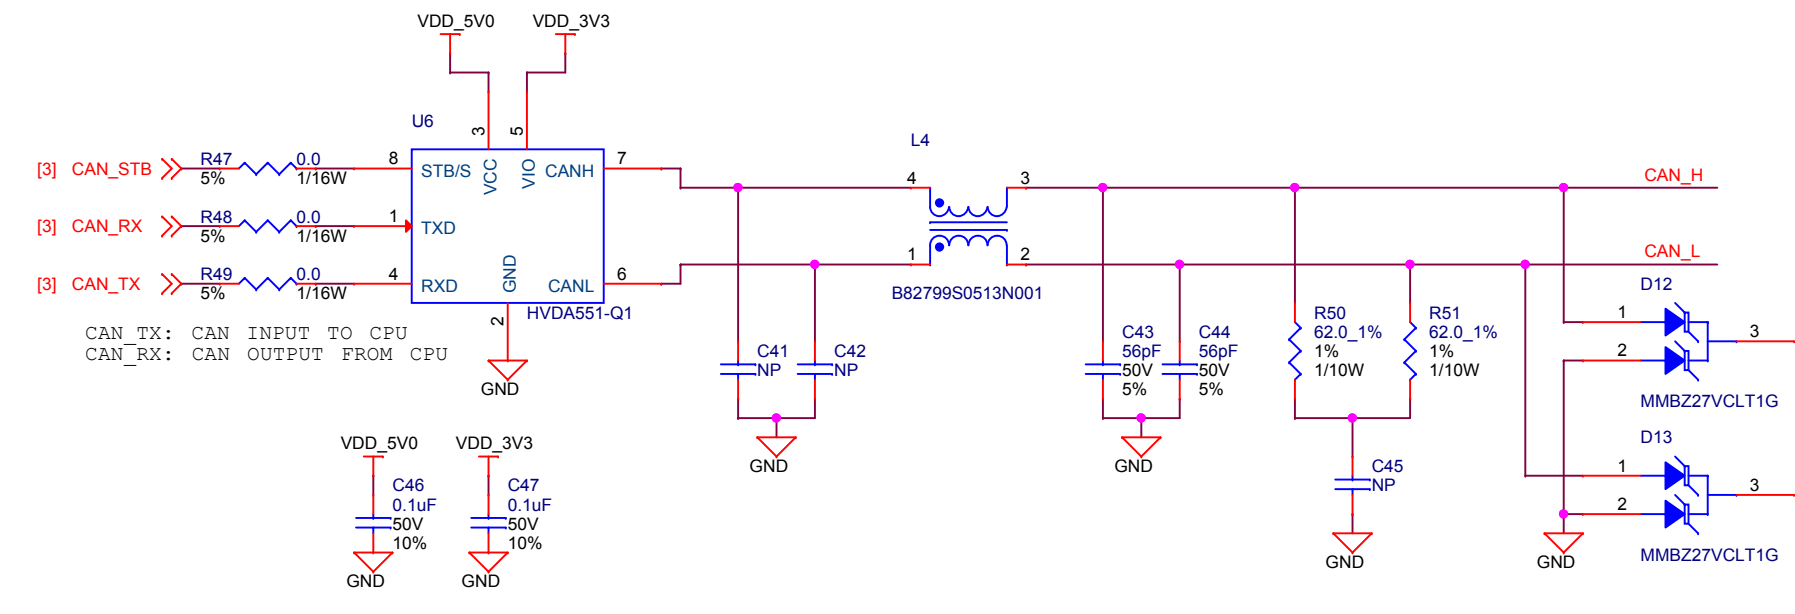 VDD_5V0
VDD_3V3
U6
3
5
[3] CAN_STB
R47
0.0
5%
1/16W
8
STB/S
VCC
VIO
CANH
7
[3] CAN_RX
R48
0.0
5%
1/16W
1
TXD
[3] CAN_TX
R49
0.0
5%
1/16W
4
RXD
GND
CANL
6
2
HVDA551-Q1
GND
CAN_TX: CAN INPUT TO CPU
CAN_RX: CAN OUTPUT FROM CPU
L4
4
3
1
2
B82799S0513N001
CAN_H
CAN_L
C41
NP
C42
NP
GND
C43
56pF
50V
5%
C44
56pF
50V
5%
GND
R50
62.0_1%
1%
1/10W
R51
62.0_1%
1%
1/10W
C45
NP
GND
D12
1
2
3
MMBZ27VCLT1G
D13
1
2
3
MMBZ27VCLT1G
GND
VDD_5V0
C46
0.1uF
50V
10%
GND
VDD_3V3
C47
0.1uF
50V
10%
GND